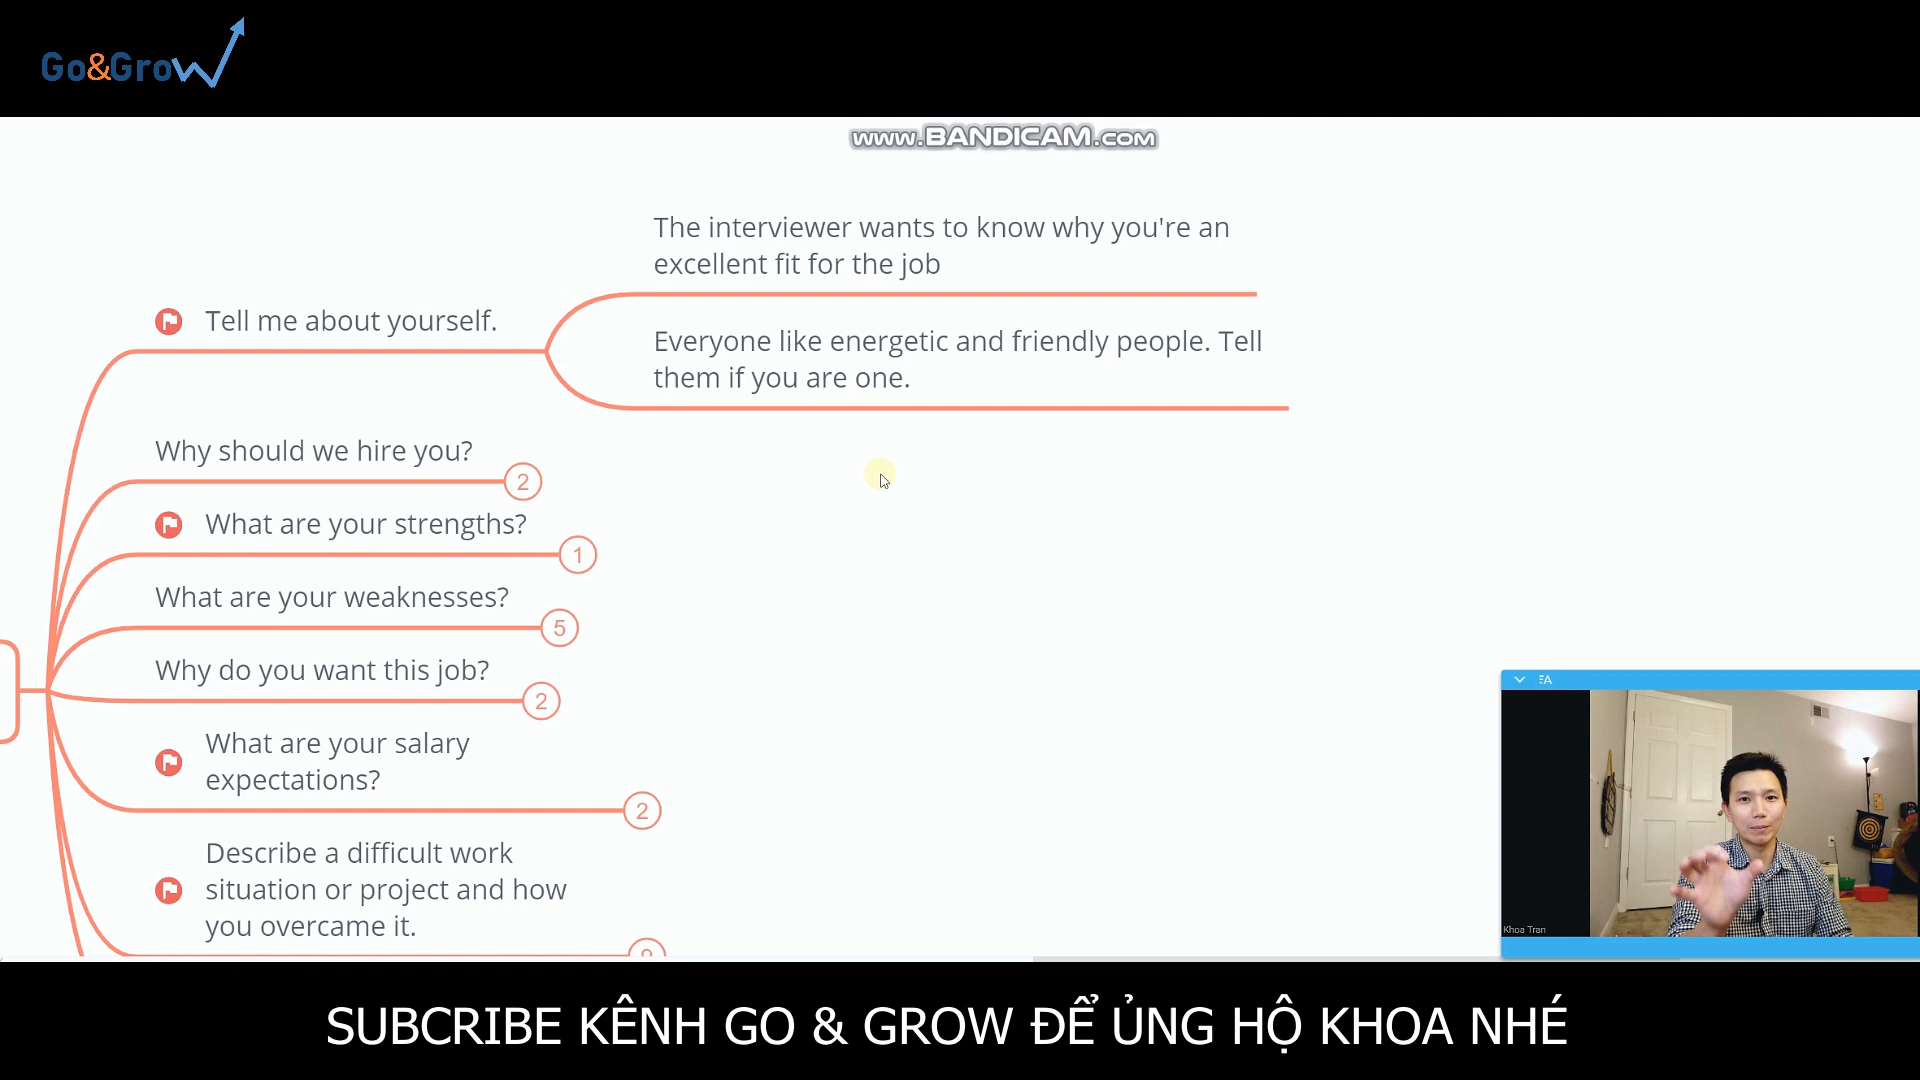 Go&Grow
www.BANDICAM.com
The interviewer wants to know why you're an
excellent fit for the job
Tell me about yourself.
Everyone like energetic and friendly people. Tell
them if you are one.
Why should we hire you?
2
What are your strengths?
1
What are your weaknesses?
5
Why do you want this job?
2
What are your salary
expectations?
2
Describe a difficult work
situation or project and how
you overcame it.
Khoa Tran
SUBCRIBE KÊNH GO & GROW ĐỂ ỦNG HỘ KHOA NHÉ